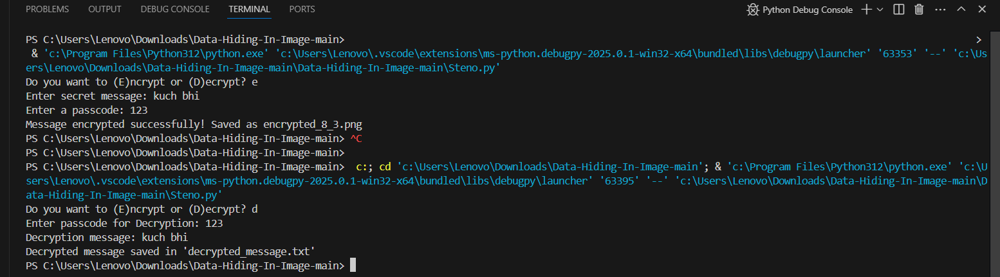 PROBLEMS OUTPUT DEBUG CONSOLE TERMINAL PORTS Python Debug Console
PS C:\Users\Lenovo\Downloads\Data-Hiding-In-Image-main>
 & 'c:\Program Files\Python312\python.exe' 'c:\Users\Lenovo\.vscode\extensions\ms-python.debugpy-2025.0.1-win32-x64\bundled\libs\debugpy\launcher' '63353' '--' 'c:\Us
ers\Lenovo\Downloads\Data-Hiding-In-Image-main\Data-Hiding-In-Image-main\Steno.py'
Do you want to (E)ncrypt or (D)ecrypt? e
Enter secret message: kuch bhi
Enter a passcode: 123
Message encrypted successfully! Saved as encrypted_8_3.png
PS C:\Users\Lenovo\Downloads\Data-Hiding-In-Image-main> ^C
PS C:\Users\Lenovo\Downloads\Data-Hiding-In-Image-main>
PS C:\Users\Lenovo\Downloads\Data-Hiding-In-Image-main>  c:; cd 'c:\Users\Lenovo\Downloads\Data-Hiding-In-Image-main'; & 'c:\Program Files\Python312\python.exe' 'c:\U
sers\Lenovo\.vscode\extensions\ms-python.debugpy-2025.0.1-win32-x64\bundled\libs\debugpy\launcher' '63395' '--' 'c:\Users\Lenovo\Downloads\Data-Hiding-In-Image-main\D
ata-Hiding-In-Image-main\Steno.py'
Do you want to (E)ncrypt or (D)ecrypt? d
Enter passcode for Decryption: 123
Decryption message: kuch bhi
Decrypted message saved in 'decrypted_message.txt'
PS C:\Users\Lenovo\Downloads\Data-Hiding-In-Image-main>